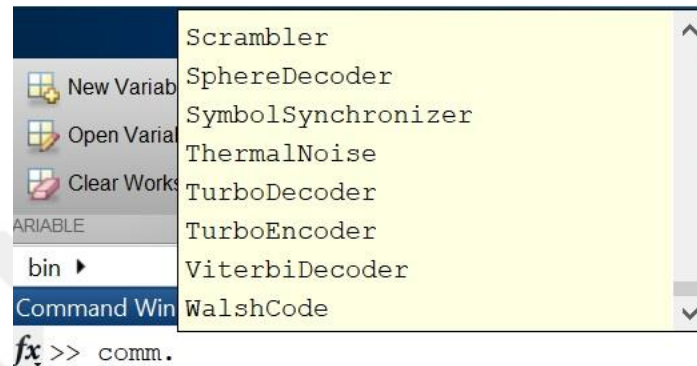 Scrambler
SphereDecoder
SymbolSynchronizer
ThermalNoise
TurboDecoder
TurboEncoder
ViterbiDecoder
WalshCode
New Variab
Open Varial
Clear Works
ARIABLE
bin
Command Win
fx >> comm.